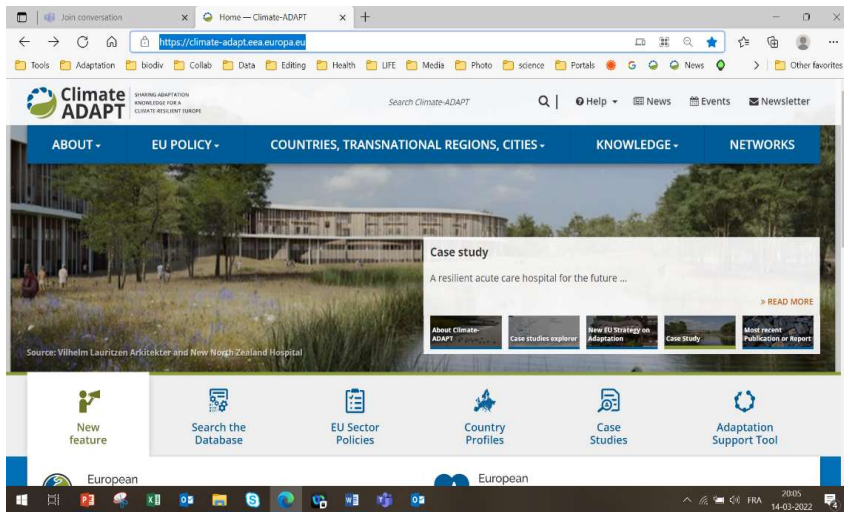 Join conversation
Home — Climate-ADAPT
https://climate-adapt.eea.europa.eu
Tools Adaptation biodiv Collab Data Editing Health LIFE Media Photo science Portals News Other favorites
Climate ADAPT
SHARING ADAPTATION
KNOWLEDGE FOR A
CLIMATE-RESILIENT EUROPE
Search Climate-ADAPT
Help News Events Newsletter
ABOUT EU POLICY COUNTRIES, TRANSNATIONAL REGIONS, CITIES KNOWLEDGE NETWORKS
Case study
A resilient acute care hospital for the future ...
» READ MORE
About Climate-
ADAPT
Case studies explorer
New EU Strategy on
Adaptation
Case Study
Most recent
Publication or Report
Source: Vilhelm Lauritzen Arkitekter and New North Zealand Hospital
New
feature
Search the
Database
EU Sector
Policies
Country
Profiles
Case
Studies
Adaptation
Support Tool
European
European
FRA
20:05
14-03-2022